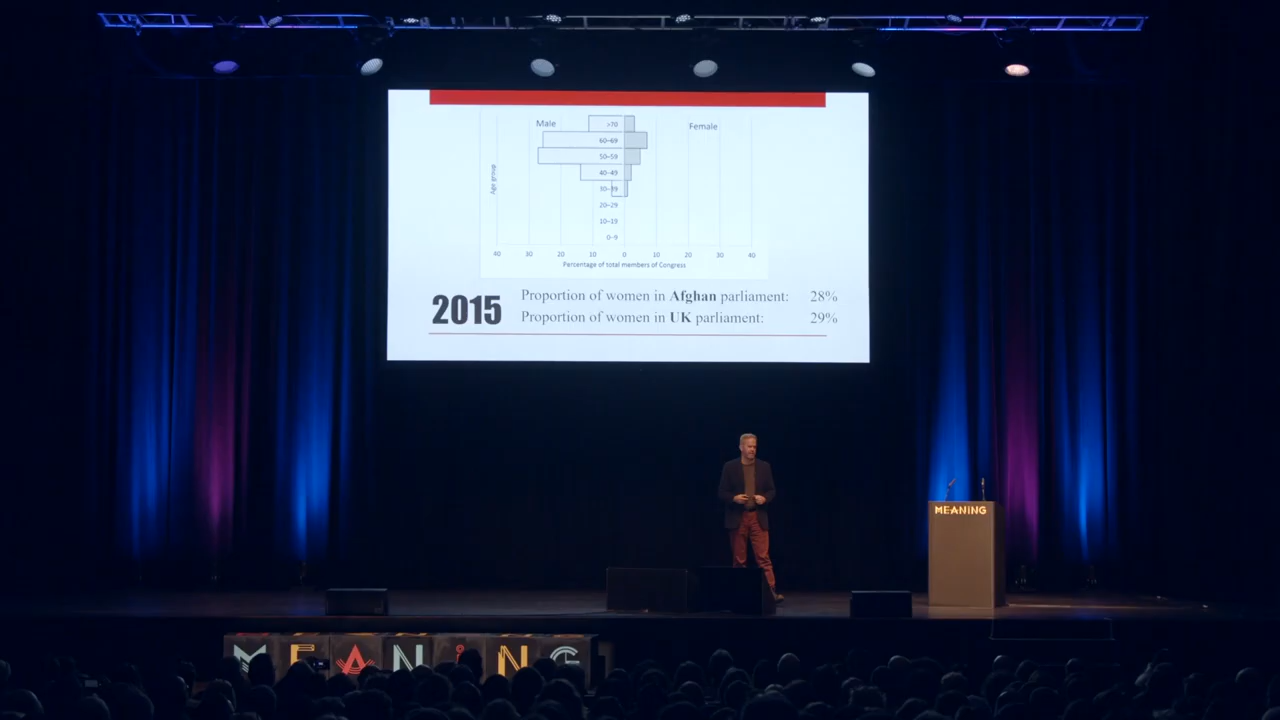 Male
Female
>70
60–69
50–59
40–49
30–39
20–29
10–19
0–9
Age group
40 30 20 10 0 10 20 30 40
Percentage of total members of Congress
2015
Proportion of women in Afghan parliament: 28%
Proportion of women in UK parliament: 29%
MEANING
MEANING